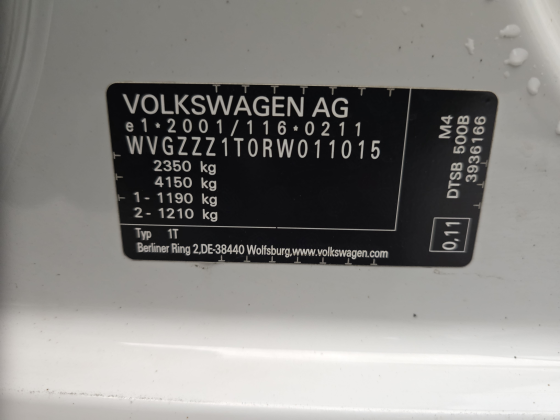 VOLKSWAGEN AG
e1*2001/116*0211
WVGZZZ1T0RW011015
2350 kg
4150 kg
1- 1190 kg
2- 1210 kg
Typ 1T
Berliner Ring 2,DE-38440 Wolfsburg,www.volkswagen.com
M4
DTSB 500B
3936166
0,11